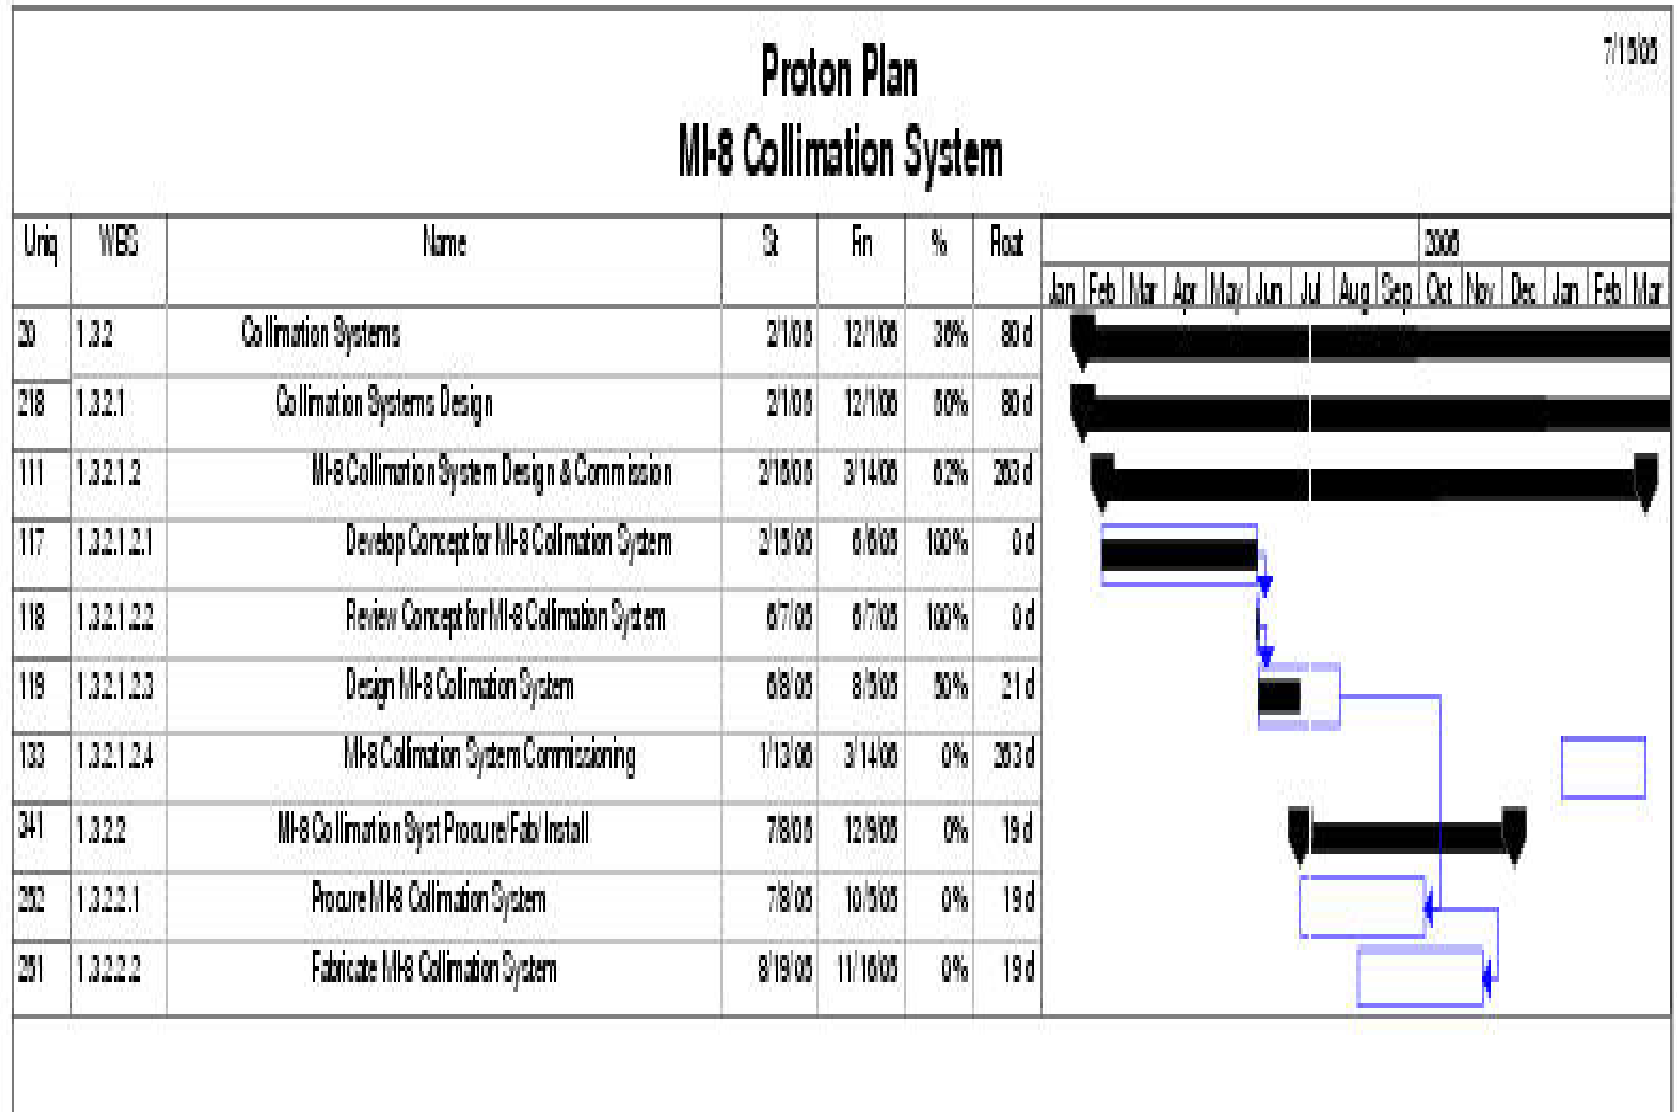 7/15/05
Proton Plan
MI-8 Collimation System
Uniq WBS Name St Fin % Float
2006
Jan Feb Mar Apr May Jun Jul Aug Sep Oct Nov Dec Jan Feb Mar
1.3.2 Collimation Systems 2/1/05 12/1/06 80 d
218 1.3.2.1 Collimation Systems Design 2/1/05 12/1/06 50% 80 d
111 1.3.2.1.2 MI-8 Collimation System Design & Commission 2/15/05 3/14/06 62% 263 d
117 1.3.2.1.2.1 Develop Concept for MI-8 Collimation System 2/15/05 6/6/05 100% 0 d
118 1.3.2.1.2.2 Review Concept for MI-8 Collimation System 6/7/05 6/7/05 100% 0 d
119 1.3.2.1.2.3 Design MI-8 Collimation System 6/8/05 8/5/05 50% 21 d
133 1.3.2.1.2.4 MI-8 Collimation System Commissioning 1/13/06 3/14/06 0% 263 d
341 1.3.2.2 MI-8 Collimation Syst Procure/Fab/Install 7/8/05 12/9/05 0% 19 d
1.3.2.2.1 Procure MI-8 Collimation System 7/8/05 10/5/05 0% 19 d
1.3.2.2.2 Fabricate MI-8 Collimation System 8/19/05 11/16/05 0% 19 d